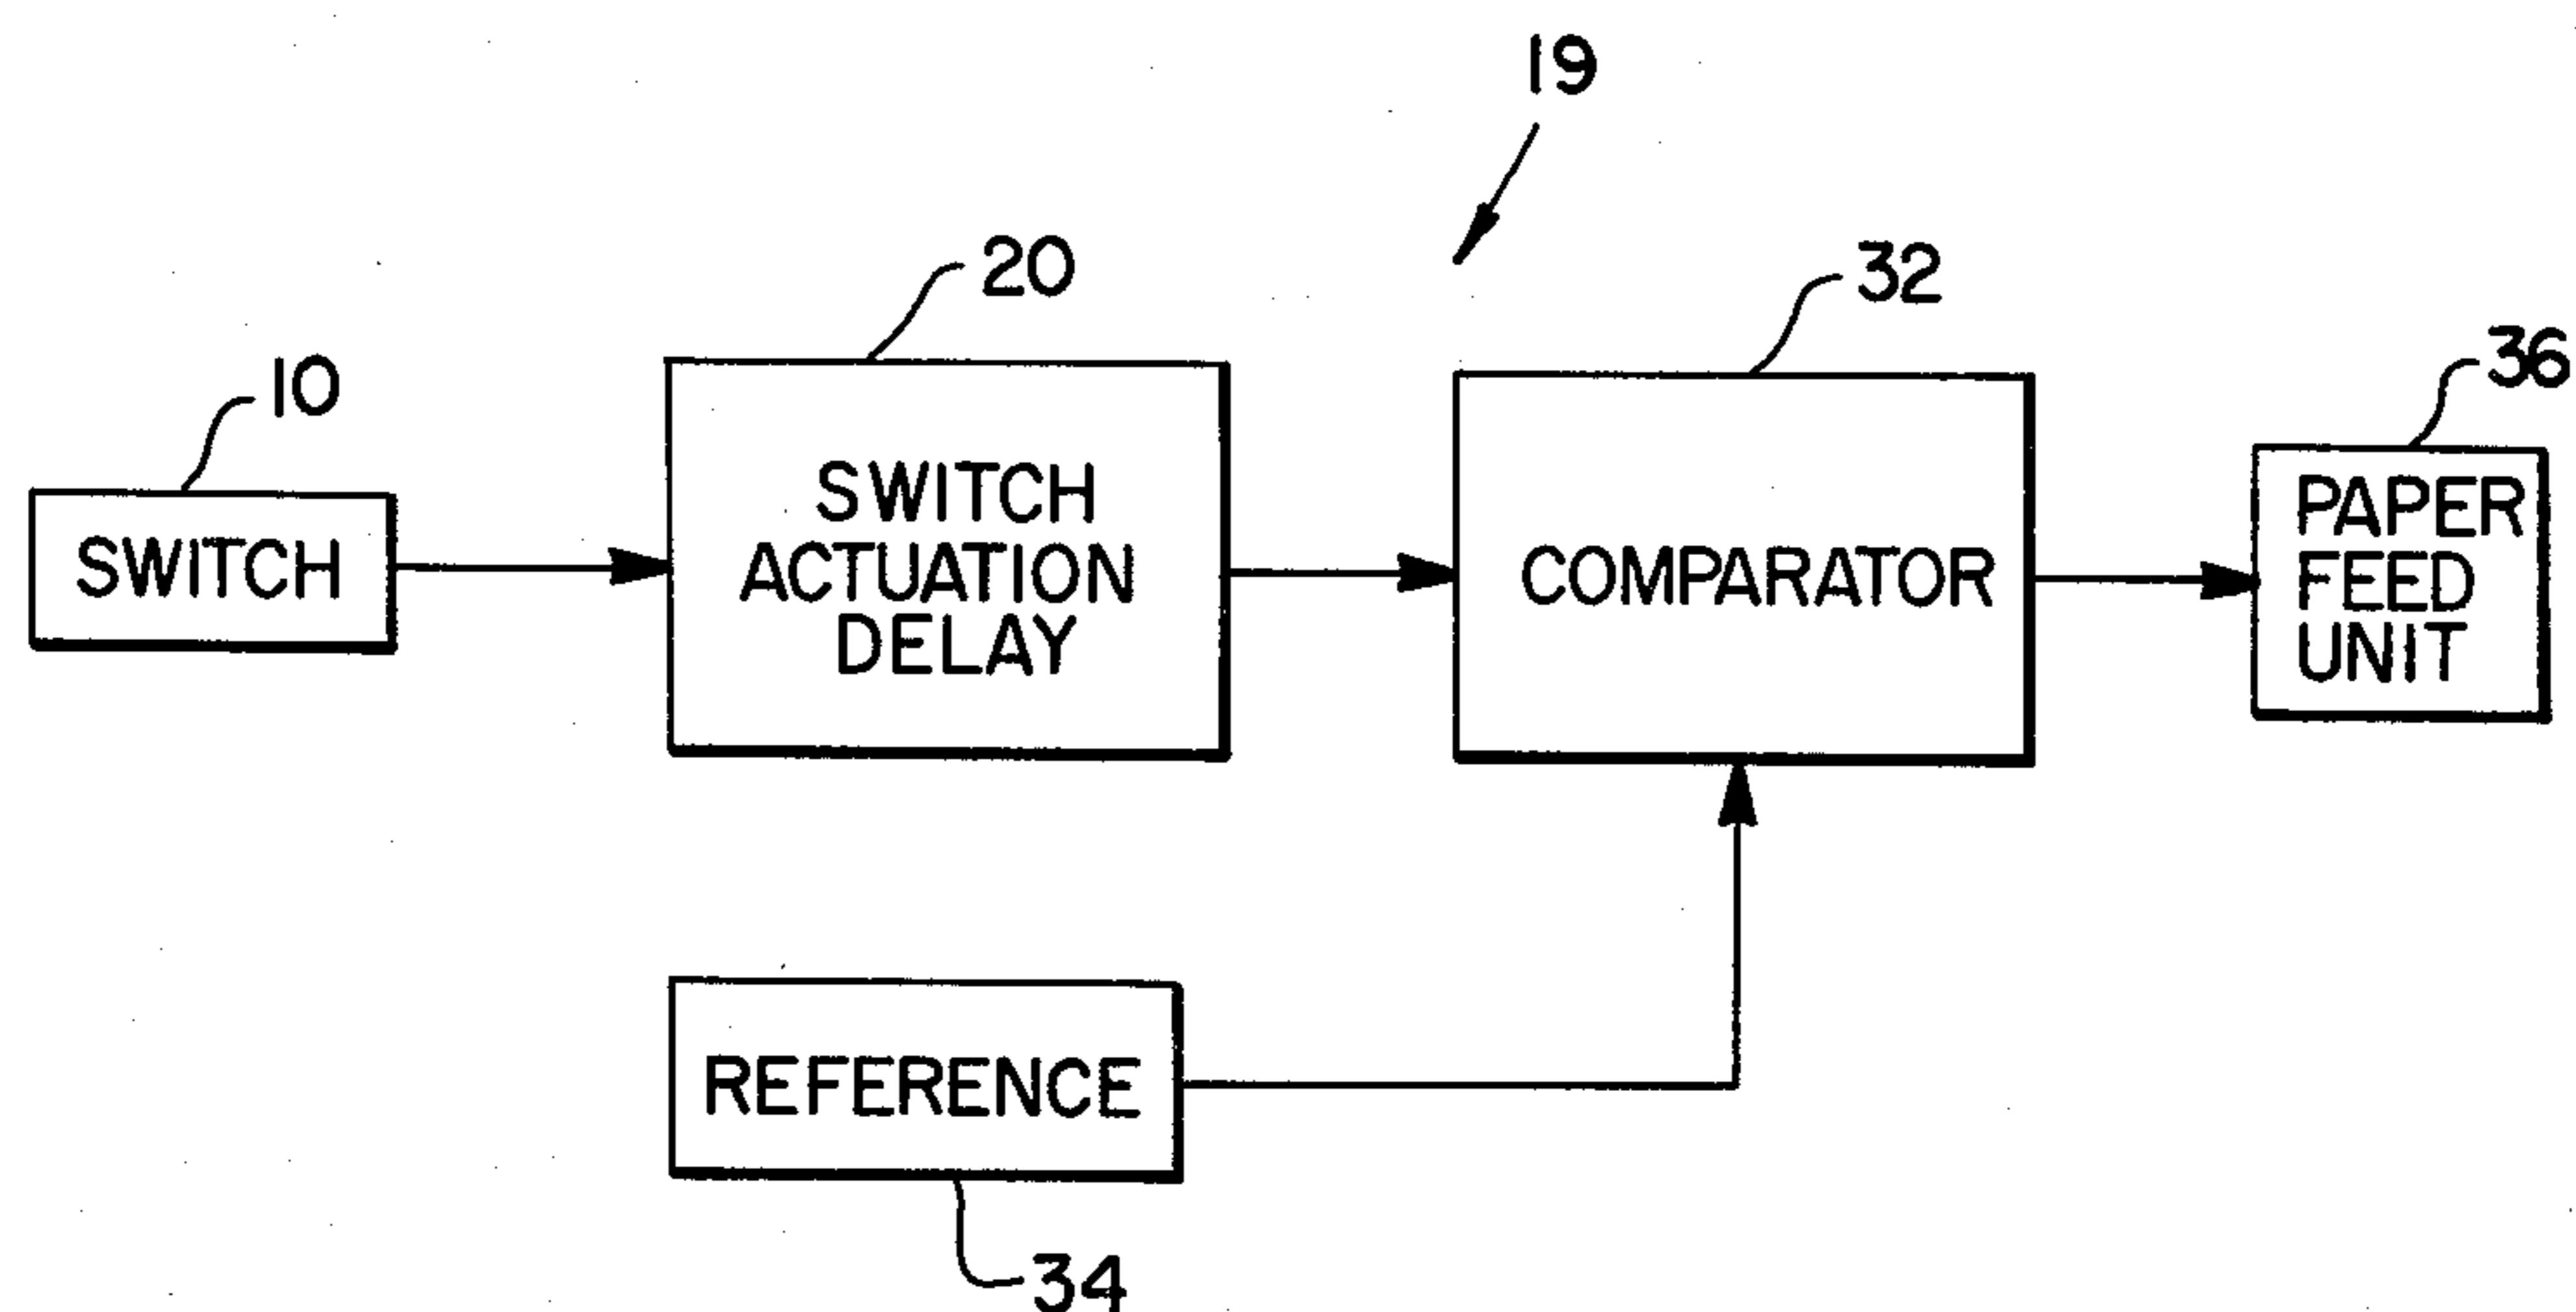 19
20
32
36
10
SWITCH
SWITCH
ACTUATION
DELAY
COMPARATOR
PAPER
FEED
UNIT
REFERENCE
34